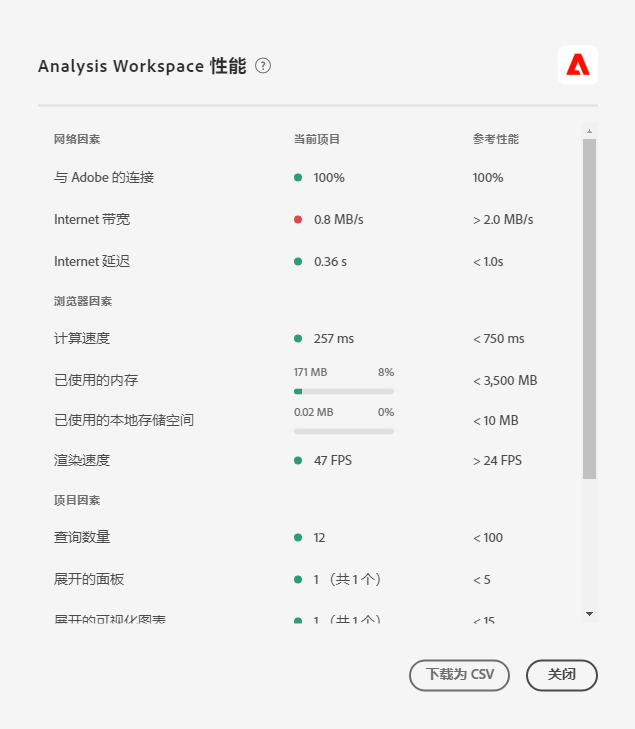 Analysis Workspace 性能 ?
网络因素 当前项目 参考性能
与 Adobe 的连接 100% 100%
Internet 带宽 0.8 MB/s > 2.0 MB/s
Internet 延迟 0.36 s < 1.0s
浏览器因素
计算速度 257 ms < 750 ms
171 MB 8%
已使用的内存 < 3,500 MB
0.02 MB 0%
已使用的本地存储空间 < 10 MB
渲染速度 47 FPS > 24 FPS
项目因素
查询数量 12 < 100
展开的面板 1 （共 1 个） < 5
展开的可视化图表 1 （共 1 个） < 15
下载为 CSV 关闭